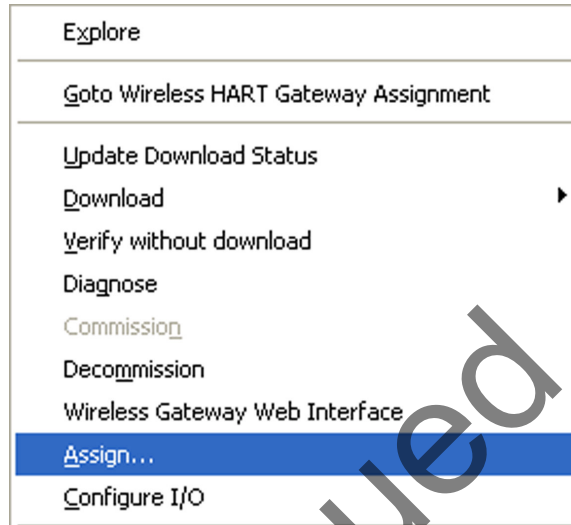 Explore
Goto Wireless HART Gateway Assignment
Update Download Status
Download
Verify without download
Diagnose
Commission
Decommission
Wireless Gateway Web Interface
Assign...
Configure I/O